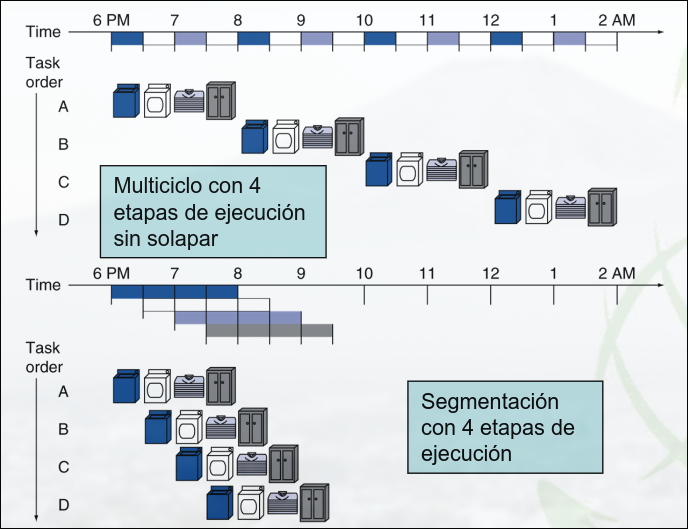 6 PM 7 8 9 10 11 12 1 2 AM
Time
Task
order
A
B
C
D
Multiciclo con 4
etapas de ejecución
sin solapar
6 PM 7 8 9 10 11 12 1 2 AM
Time
Task
order
A
B
C
D
Segmentación
con 4 etapas de
ejecución